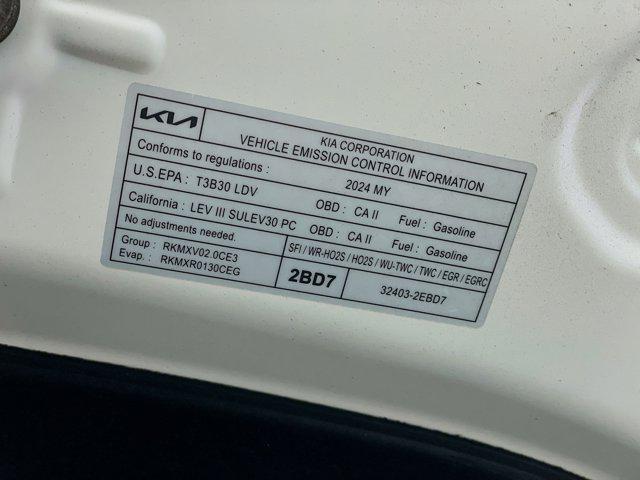 KIA
KIA CORPORATION
VEHICLE EMISSION CONTROL INFORMATION
Conforms to regulations : 2024 MY
U.S.EPA : T3B30 LDV OBD : CA II Fuel : Gasoline
California : LEV III SULEV30 PC OBD : CA II Fuel : Gasoline
No adjustments needed. SFI / WR-HO2S / HO2S / WU-TWC / TWC / EGR / EGRC
Group : RKMXV02.0CE3
Evap. : RKMXR0130CEG
2BD7
32403-2EBD7